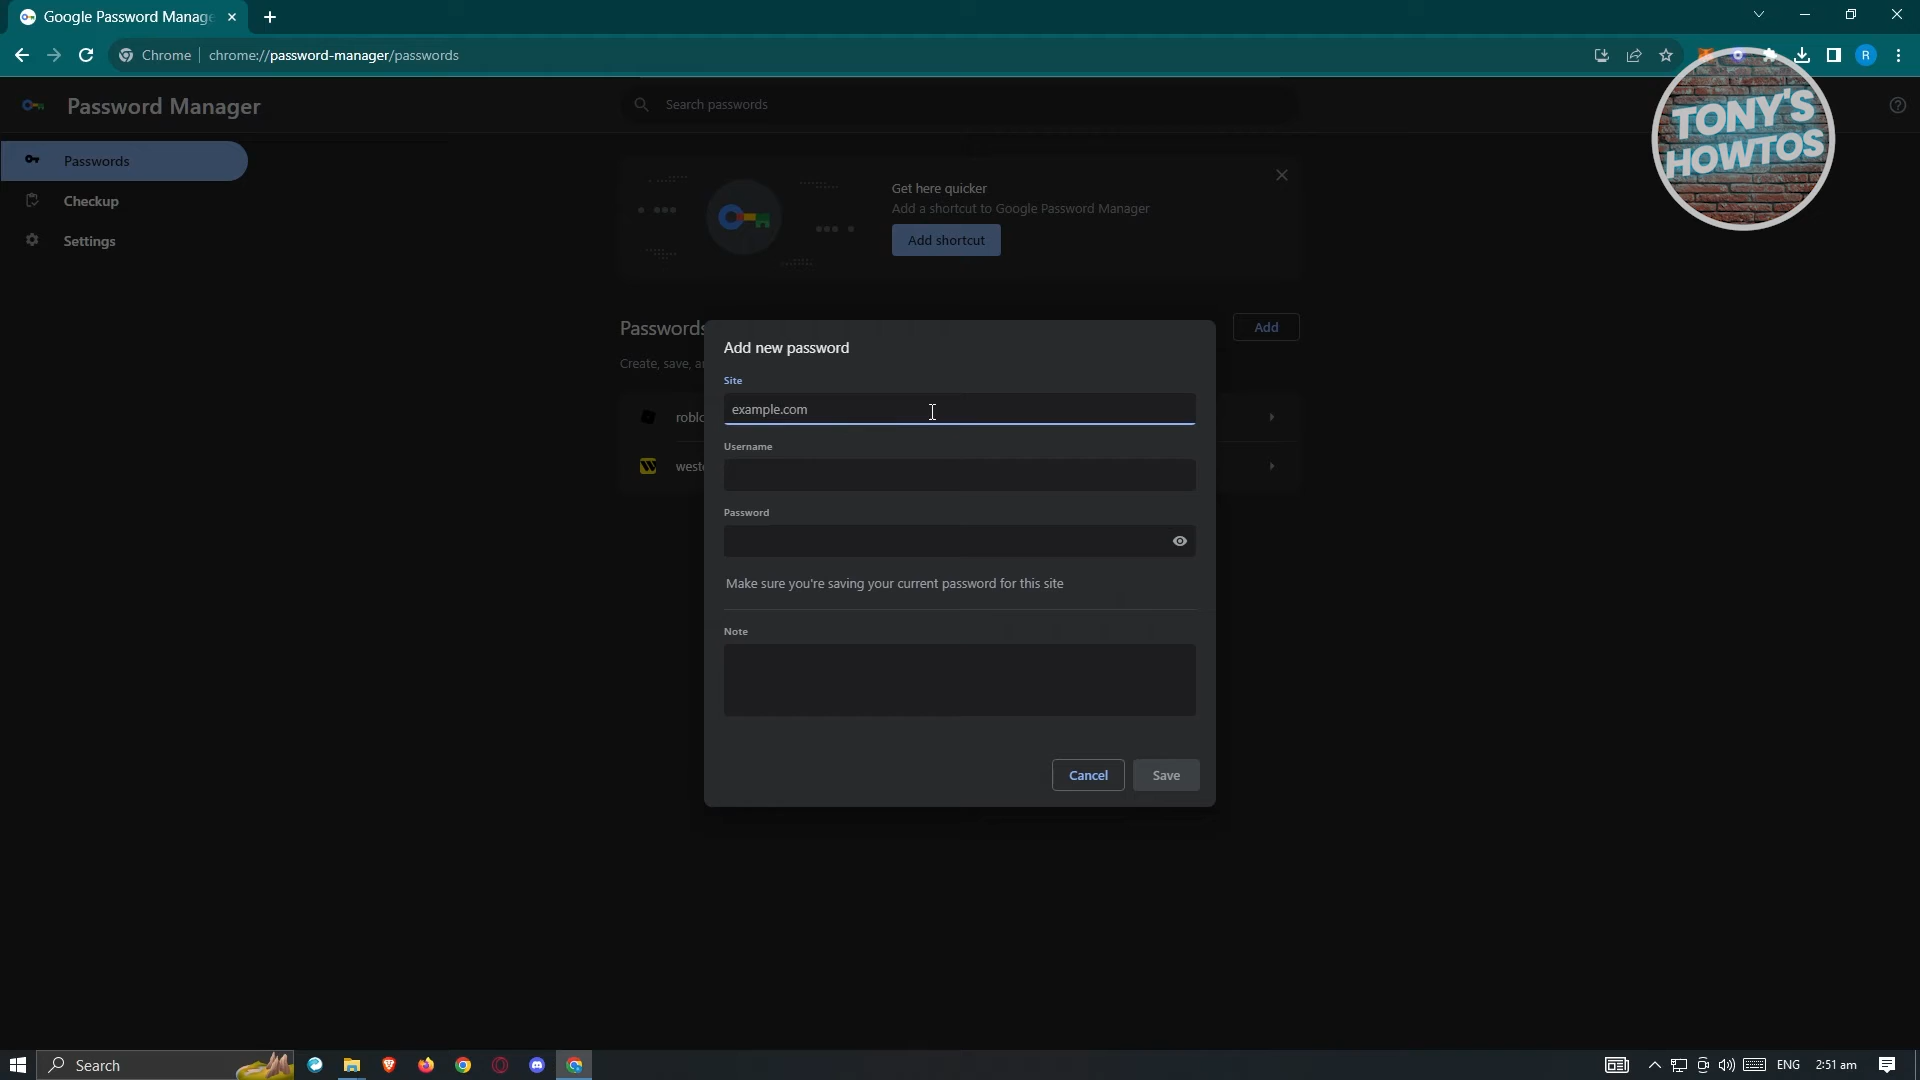 Google Password Manage
Chrome
chrome://password-manager/passwords
R
Password Manager
Search passwords
TONY'S
HOWTOS
Passwords
Checkup
Settings
Get here quicker
Add a shortcut to Google Password Manager
Add shortcut
Passwords
Add
Create, save, a
Add new password
Site
example.com
Username
Password
Make sure you're saving your current password for this site
Note
Cancel
Save
Search
ENG
2:51 am